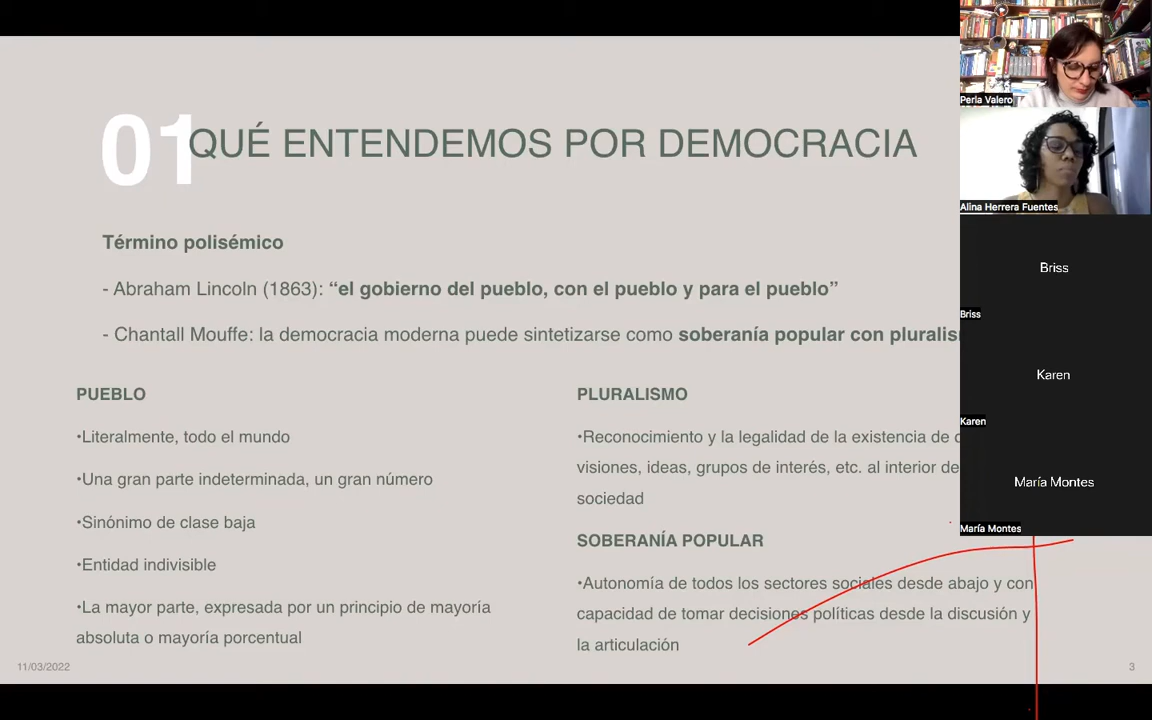 01 QUÉ ENTENDEMOS POR DEMOCRACIA
Término polisémico
- Abraham Lincoln (1863): “el gobierno del pueblo, con el pueblo y para el pueblo”
- Chantall Mouffe: la democracia moderna puede sintetizarse como soberanía popular con
PUEBLO
•Literalmente, todo el mundo
•Una gran parte indeterminada, un gran número
•Sinónimo de clase baja
•Entidad indivisible
•La mayor parte, expresada por un principio de mayoría
absoluta o mayoría porcentual
PLURALISMO
•Reconocimiento y la legalidad de la existencia de
visiones, ideas, grupos de interés, etc. al interior de
sociedad
SOBERANÍA POPULAR
•Autonomía de todos los sectores sociales desde abajo y con
capacidad de tomar decisiones políticas desde la discusión y
la articulación
11/03/2022
3
Perla Valero
Alina Herrera Fuentes
Briss
Briss
Karen
Karen
María Montes
María Montes